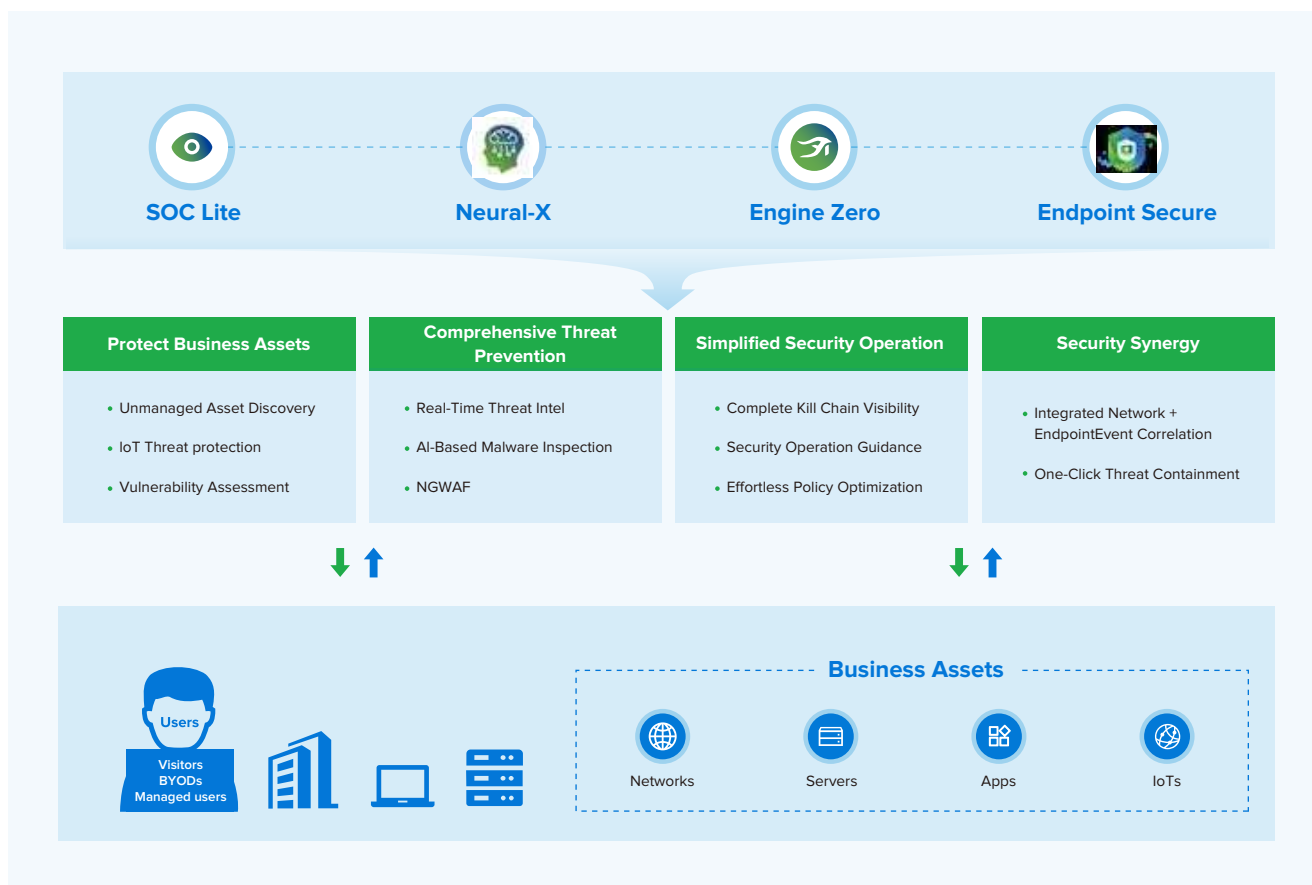 SOC Lite
Neural-X
Engine Zero
Endpoint Secure
Protect Business Assets
Unmanaged Asset Discovery
IoT Threat protection
Vulnerability Assessment
Comprehensive Threat
Prevention
Real-Time Threat Intel
AI-Based Malware Inspection
NGWAF
Simplified Security Operation
Complete Kill Chain Visibility
Security Operation Guidance
Effortless Policy Optimization
Security Synergy
Integrated Network +
EndpointEvent Correlation
One-Click Threat Containment
Users
Visitors
BYODs
Managed users
Business Assets
Networks
Servers
Apps
IoTs